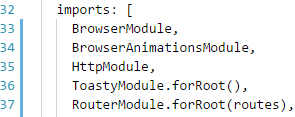 32 imports: [
33 BrowserModule,
34 BrowserAnimationsModule,
35 HttpModule,
36 ToastyModule.forRoot(),
37 RouterModule.forRoot(routes),